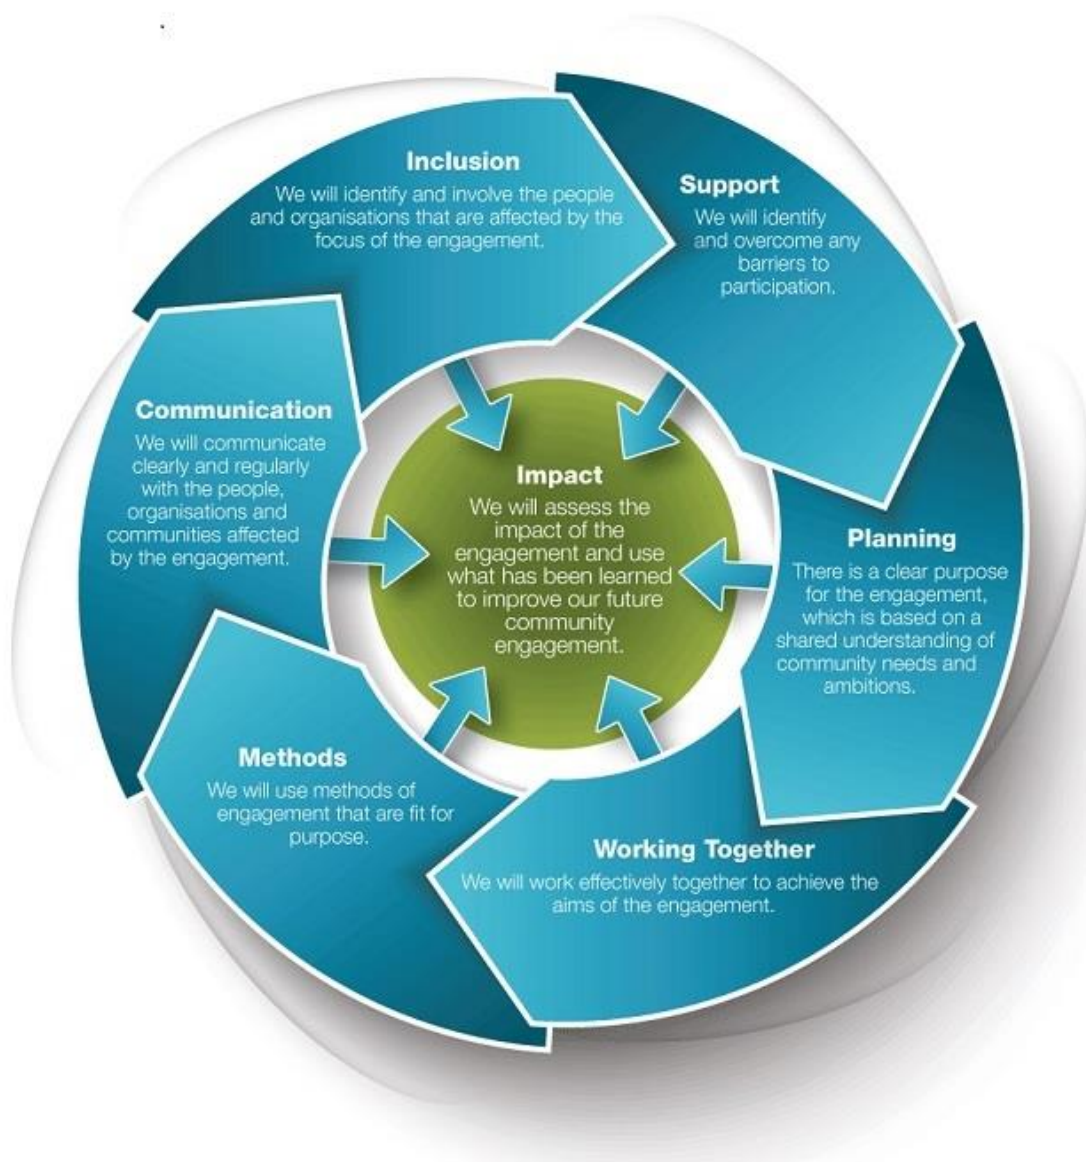 Inclusion
We will identify and involve the people
and organisations that are affected by the
focus of the engagement.
Support
We will identify
and overcome any
barriers to
participation.
Planning
There is a clear purpose
for the engagement,
which is based on a
shared understanding of
community needs and
ambitions.
Working Together
We will work effectively together to achieve the
aims of the engagement.
Methods
We will use methods of
engagement that are fit for
purpose.
Communication
We will communicate
clearly and regularly
with the people,
organisations and
communities affected
by the engagement.
Impact
We will assess the
impact of the
engagement and use
what has been learned
to improve our future
community
engagement.